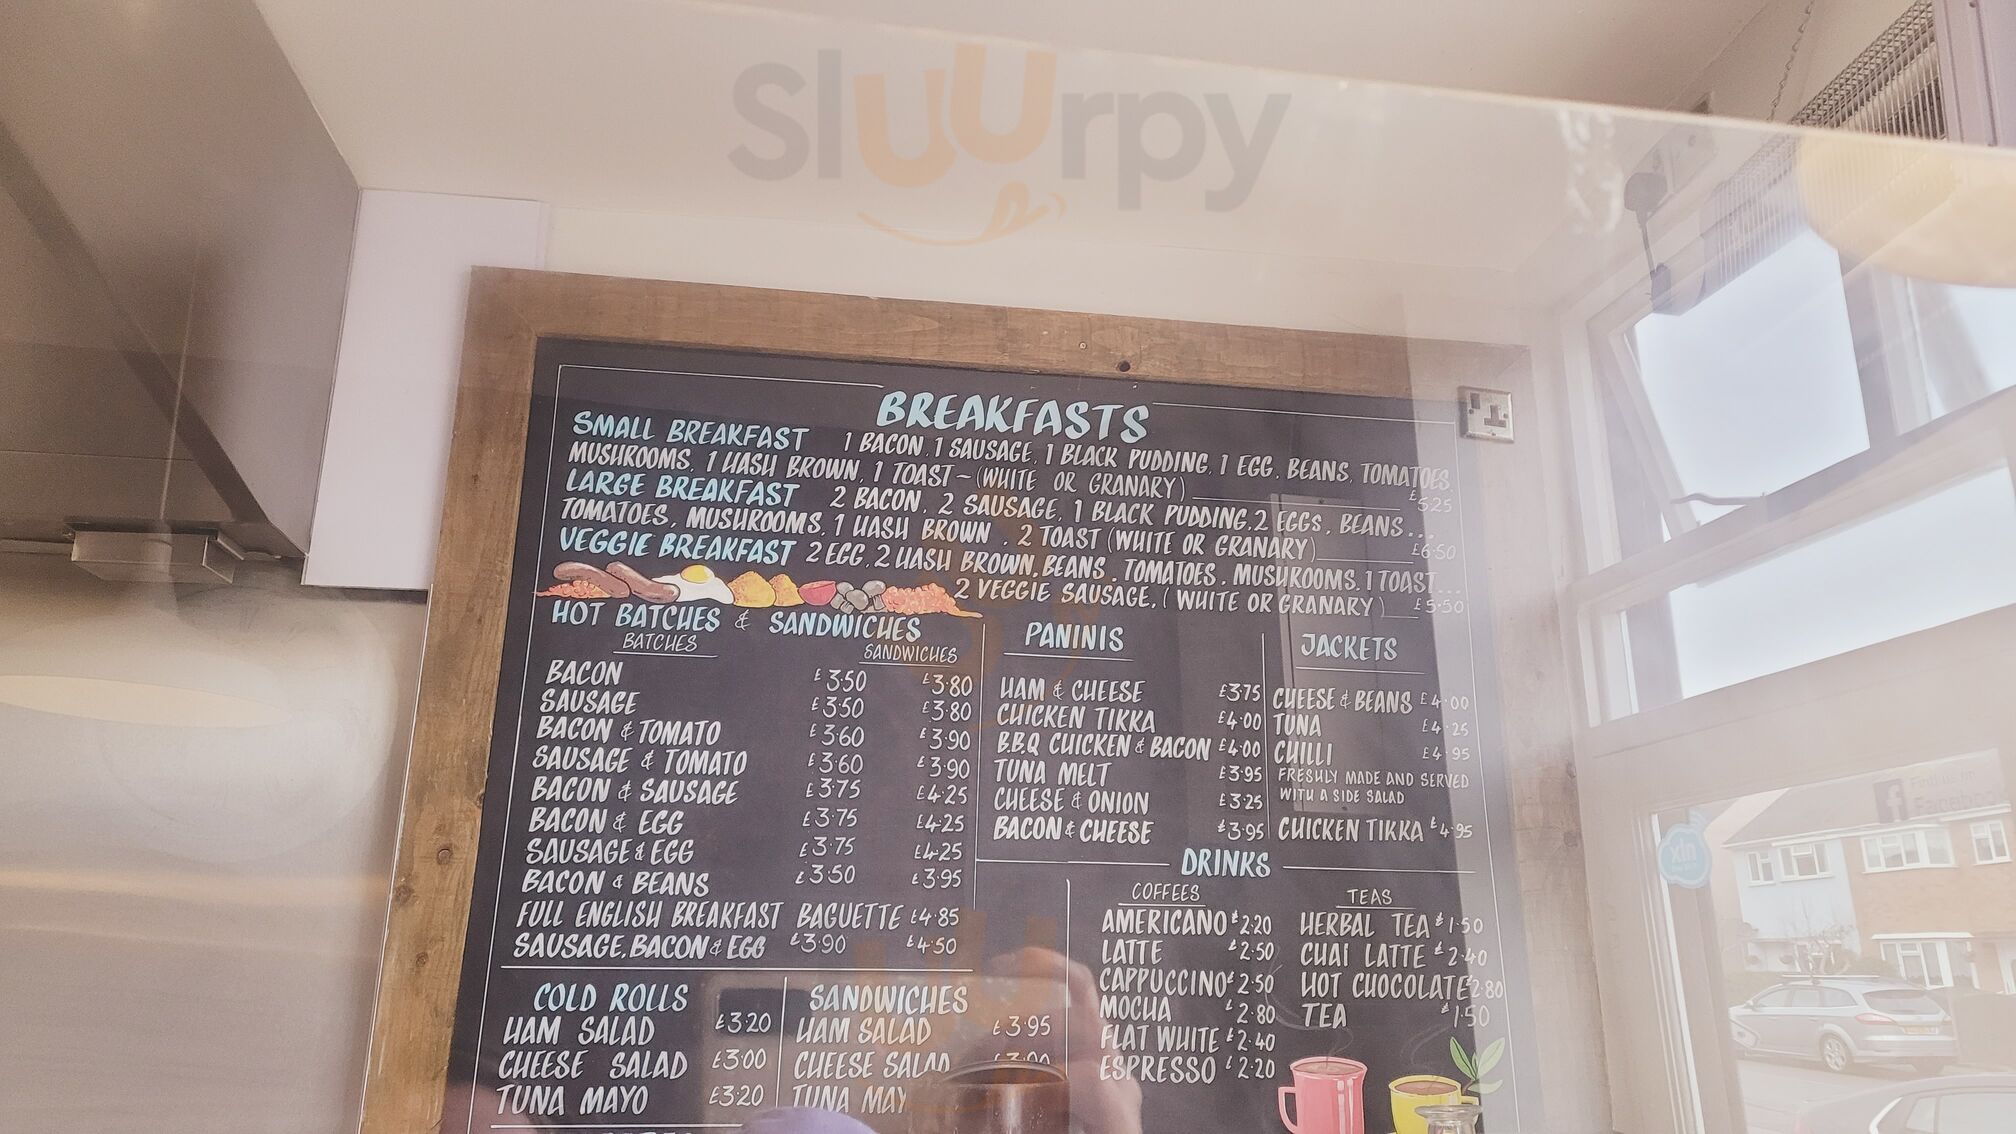 Sluurpy
BREAKFASTS
SMALL BREAKFAST 1 BACON, 1 SAUSAGE, 1 BLACK PUDDING, 1 EGG, BEANS, TOMATOES,
MUSHROOMS, 1 HASH BROWN, 1 TOAST - (WHITE OR GRANARY) £5.25
LARGE BREAKFAST 2 BACON, 2 SAUSAGE, 1 BLACK PUDDING, 2 EGGS, BEANS...
TOMATOES, MUSHROOMS, 1 HASH BROWN, 2 TOAST (WHITE OR GRANARY) £6.50
VEGGIE BREAKFAST 2 EGG, 2 HASH BROWN, BEANS, TOMATOES, MUSHROOMS, 1 TOAST...
2 VEGGIE SAUSAGE, (WHITE OR GRANARY) £5.50
HOT BATCHES & SANDWICHES
BATCHES SANDWICHES
BACON £3.50 £3.80
SAUSAGE £3.50 £3.80
BACON & TOMATO £3.60 £3.90
SAUSAGE & TOMATO £3.60 £3.90
BACON & SAUSAGE £3.75 £4.25
BACON & EGG £3.75 £4.25
SAUSAGE & EGG £3.75 £4.25
BACON & BEANS £3.50 £3.95
FULL ENGLISH BREAKFAST BAGUETTE £4.85
SAUSAGE, BACON & EGG £3.90 £4.50
PANINIS
HAM & CHEESE £3.75
CHICKEN TIKKA £4.00
B.B.Q CHICKEN & BACON £4.00
TUNA MELT £3.95
CHEESE & ONION £3.25
BACON & CHEESE £3.95
JACKETS
CHEESE & BEANS £4.00
TUNA £4.25
CHILLI £4.95
FRESHLY MADE AND SERVED
WITH A SIDE SALAD
CHICKEN TIKKA £4.95
COLD ROLLS
HAM SALAD £3.20
CHEESE SALAD £3.00
TUNA MAYO £3.20
SANDWICHES
HAM SALAD £3.95
CHEESE SALAD
TUNA MAY
DRINKS
COFFEES
AMERICANO £2.20
LATTE £2.50
CAPPUCCINO £2.50
MOCHA £2.80
FLAT WHITE £2.40
ESPRESSO £2.20
TEAS
HERBAL TEA £1.50
CHAI LATTE £2.40
HOT CHOCOLATE £2.80
TEA £1.50